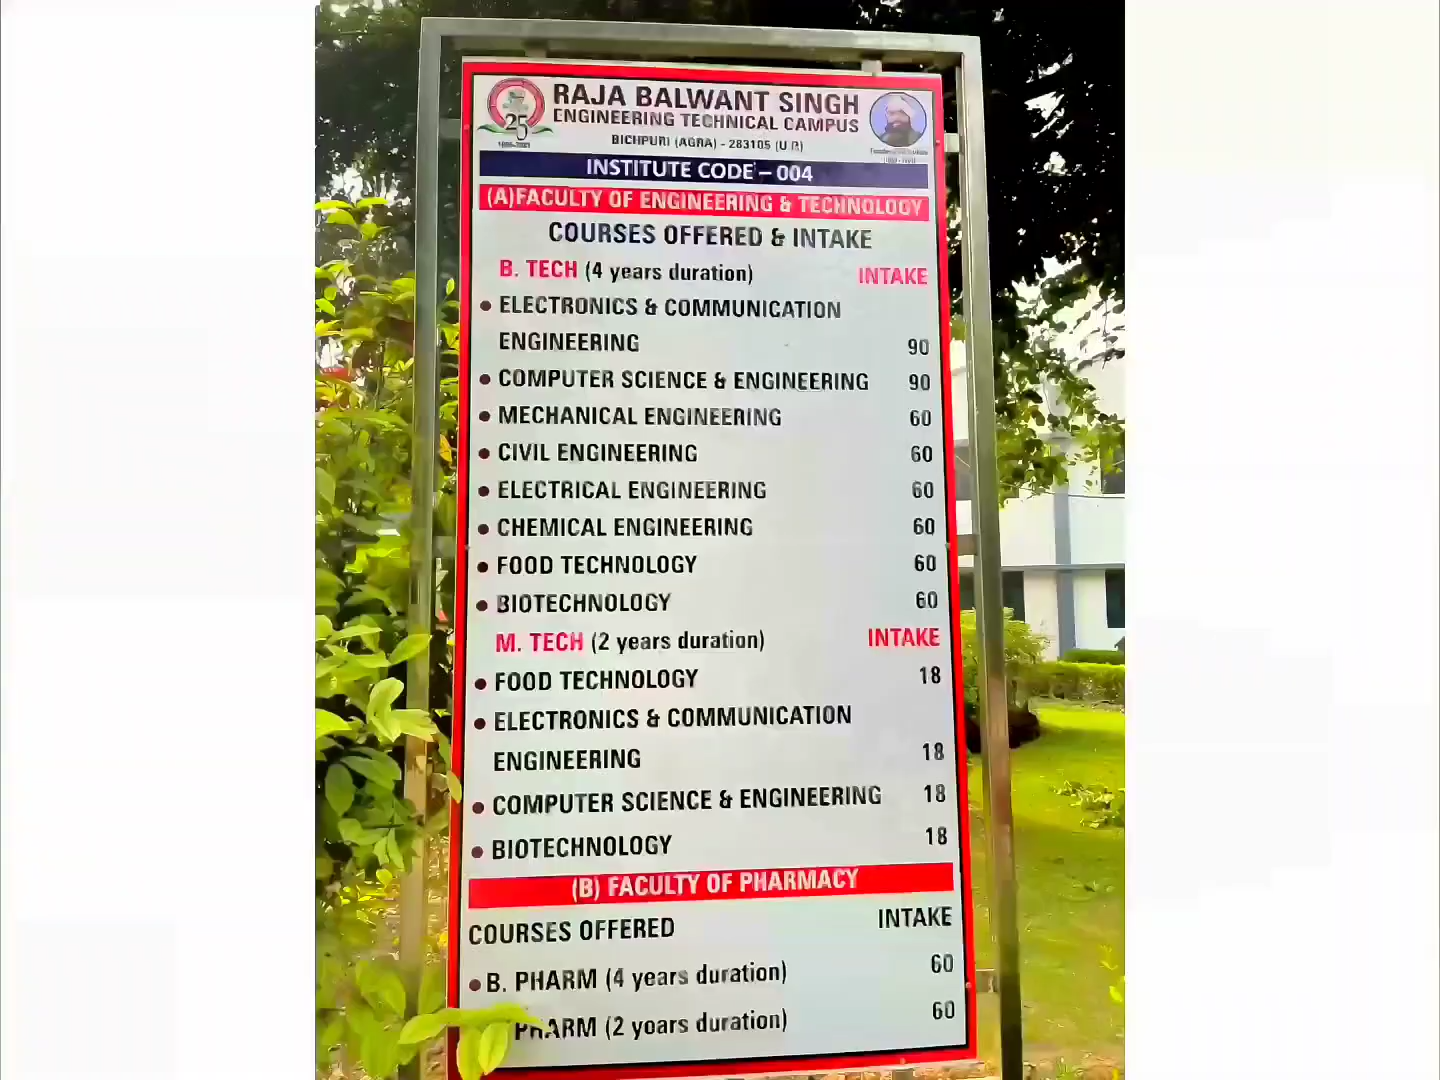 25
RAJA BALWANT SINGH
ENGINEERING TECHNICAL CAMPUS
BICHPURI (AGRA) - 283105 (U.P.)
INSTITUTE CODE – 004
(A)FACULTY OF ENGINEERING & TECHNOLOGY
COURSES OFFERED & INTAKE
B. TECH (4 years duration) INTAKE
• ELECTRONICS & COMMUNICATION
ENGINEERING 90
• COMPUTER SCIENCE & ENGINEERING 90
• MECHANICAL ENGINEERING 60
• CIVIL ENGINEERING 60
• ELECTRICAL ENGINEERING 60
• CHEMICAL ENGINEERING 60
• FOOD TECHNOLOGY 60
• BIOTECHNOLOGY 60
M. TECH (2 years duration) INTAKE
• FOOD TECHNOLOGY 18
• ELECTRONICS & COMMUNICATION
ENGINEERING 18
• COMPUTER SCIENCE & ENGINEERING 18
• BIOTECHNOLOGY 18
(B) FACULTY OF PHARMACY
COURSES OFFERED INTAKE
• B. PHARM (4 years duration) 60
PHARM (2 years duration) 60